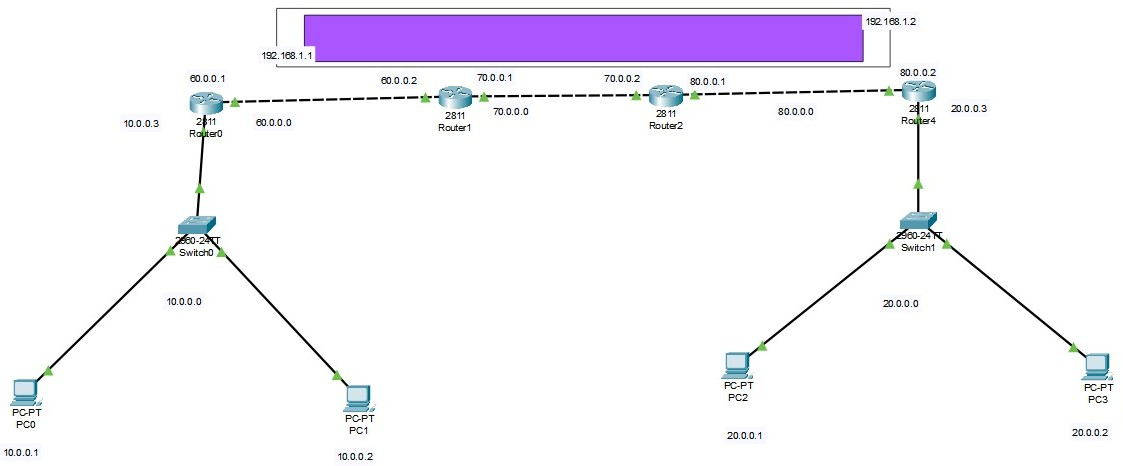 192.168.1.2
192.168.1.1
60.0.0.1
60.0.0.2
70.0.0.1
70.0.0.2
80.0.0.1
80.0.0.2
10.0.0.3
2811
Router0
60.0.0.0
2811
Router1
70.0.0.0
2811
Router2
80.0.0.0
2811
Router4
20.0.0.3
2960-24TT
Switch0
2960-24TT
Switch1
10.0.0.0
20.0.0.0
PC-PT
PC0
PC-PT
PC1
PC-PT
PC2
PC-PT
PC3
10.0.0.1
10.0.0.2
20.0.0.1
20.0.0.2